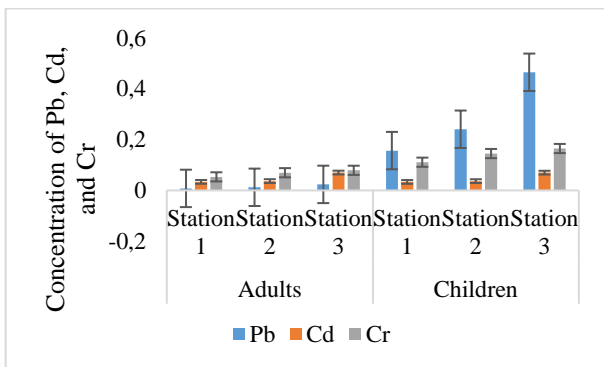 Concentration of Pb, Cd,
and Cr
0,6
0,4
0,2
0
-0,2
Station Station Station Station Station Station
1 2 3 1 2 3
Adults Children
Pb Cd Cr